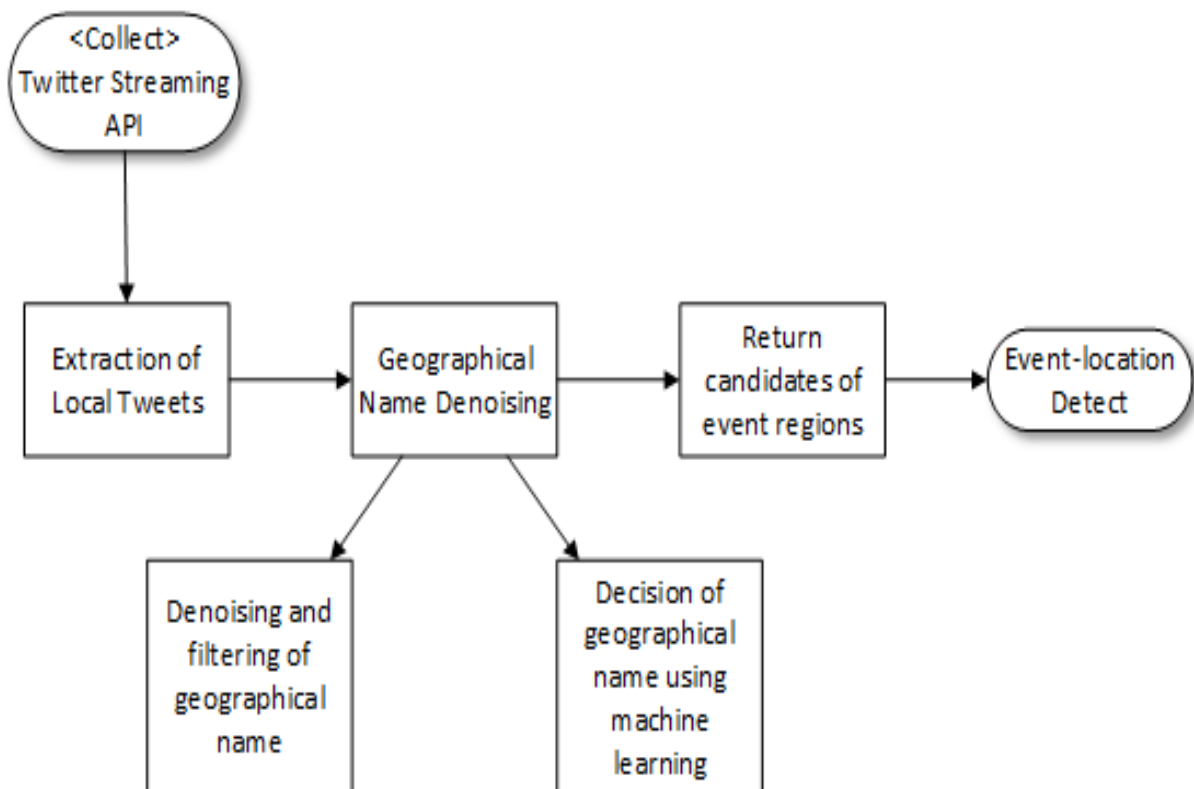 <Collect>
Twitter Streaming
API
Extraction of
Local Tweets
Geographical
Name Denoising
Return
candidates of
event regions
Event-location
Detect
Denoising and
filtering of
geographical
name
Decision of
geographical
name using
machine
learning